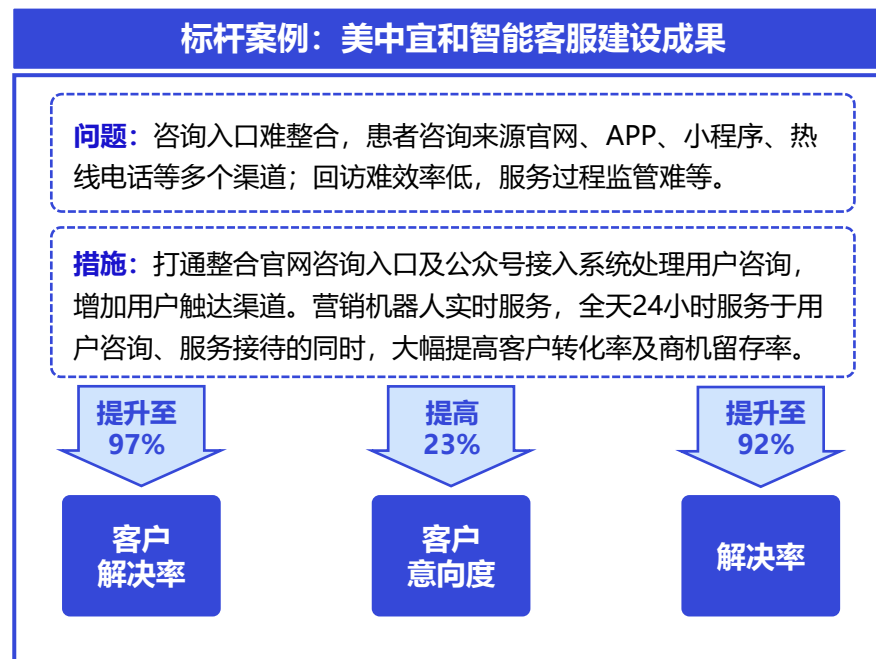 标杆案例：美中宜和智能客服建设成果
问题：咨询入口难整合，患者咨询来源官网、APP、小程序、热
线电话等多个渠道；回访难效率低，服务过程监管难等。
措施：打通整合官网咨询入口及公众号接入系统处理用户咨询，
增加用户触达渠道。营销机器人实时服务，全天24小时服务于用
户咨询、服务接待的同时，大幅提高客户转化率及商机留存率。
提升至
97%
提高
23%
提升至
92%
客户
解决率
客户
意向度
解决率